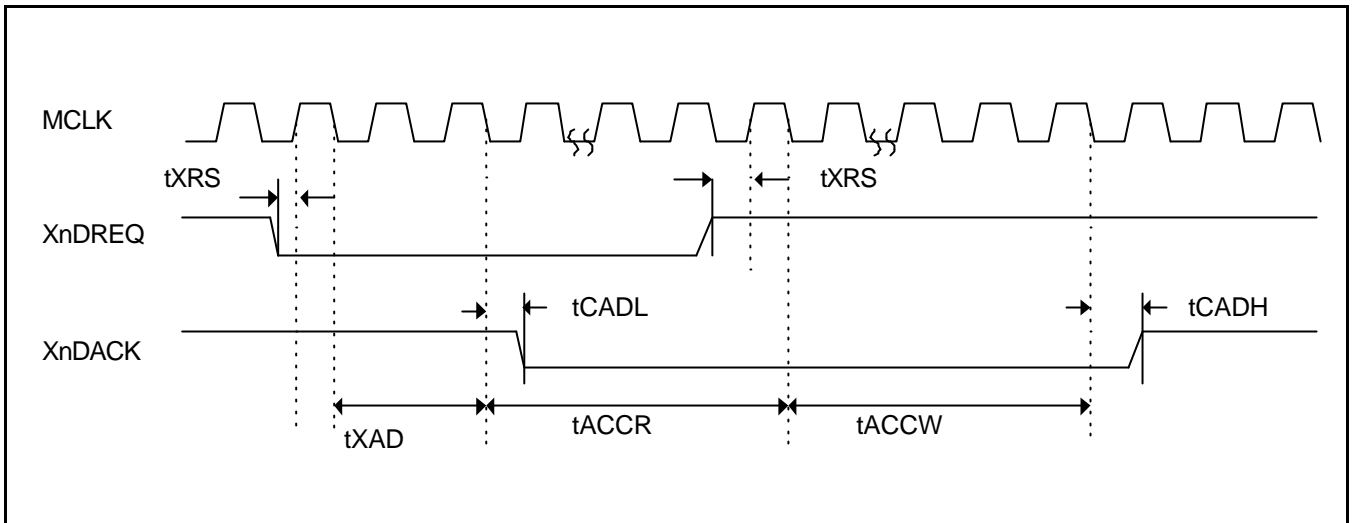 MCLK
tXRS
tXRS
XnDREQ
tCADL
tCADH
XnDACK
tXAD
tACCR
tACCW